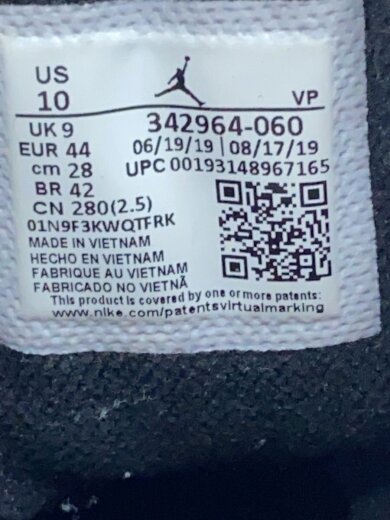 US
10
VP
UK 9
342964-060
EUR 44
06/19/19 | 08/17/19
cm 28
UPC 00193148967165
BR 42
CN 280(2.5)
01N9F3KWQTFRK
MADE IN VIETNAM
HECHO EN VIETNAM
FABRIQUE AU VIETNAM
FABRICADO NO VIETNÃ
This product is covered by one or more patents:
www.nike.com/patentsvirtualmarking